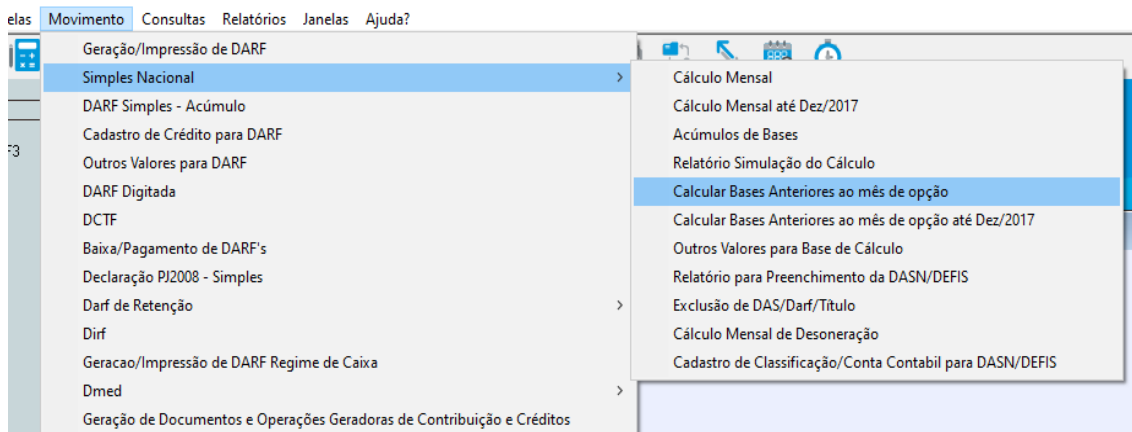 elas Movimento Consultas Relatórios Janelas Ajuda?
Geração/Impressão de DARF
Simples Nacional
DARF Simples - Acúmulo
Cadastro de Crédito para DARF
Outros Valores para DARF
DARF Digitada
DCTF
Baixa/Pagamento de DARF's
Declaração PJ2008 - Simples
Darf de Retenção
Dirf
Geracao/Impressão de DARF Regime de Caixa
Dmed
Geração de Documentos e Operações Geradoras de Contribuição e Créditos
Cálculo Mensal
Cálculo Mensal até Dez/2017
Acúmulos de Bases
Relatório Simulação do Cálculo
Calcular Bases Anteriores ao mês de opção
Calcular Bases Anteriores ao mês de opção até Dez/2017
Outros Valores para Base de Cálculo
Relatório para Preenchimento da DASN/DEFIS
Exclusão de DAS/Darf/Título
Cálculo Mensal de Desoneração
Cadastro de Classificação/Conta Contabil para DASN/DEFIS